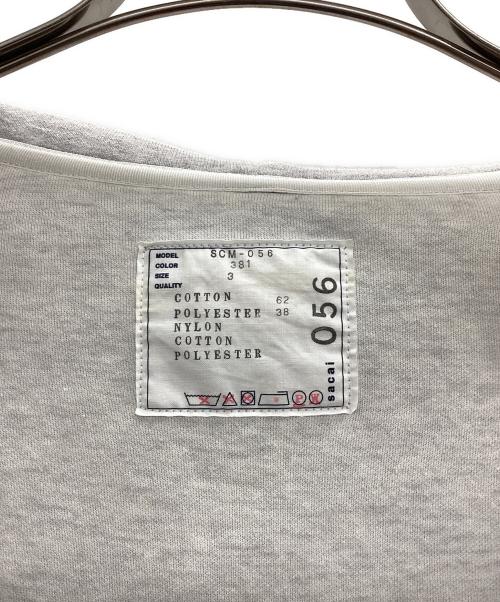 MODEL SCM-056
COLOR 381
SIZE 3
QUALITY
COTTON 62
POLYESTER 38
NYLON
COTTON
POLYESTER
P W
sacai 056